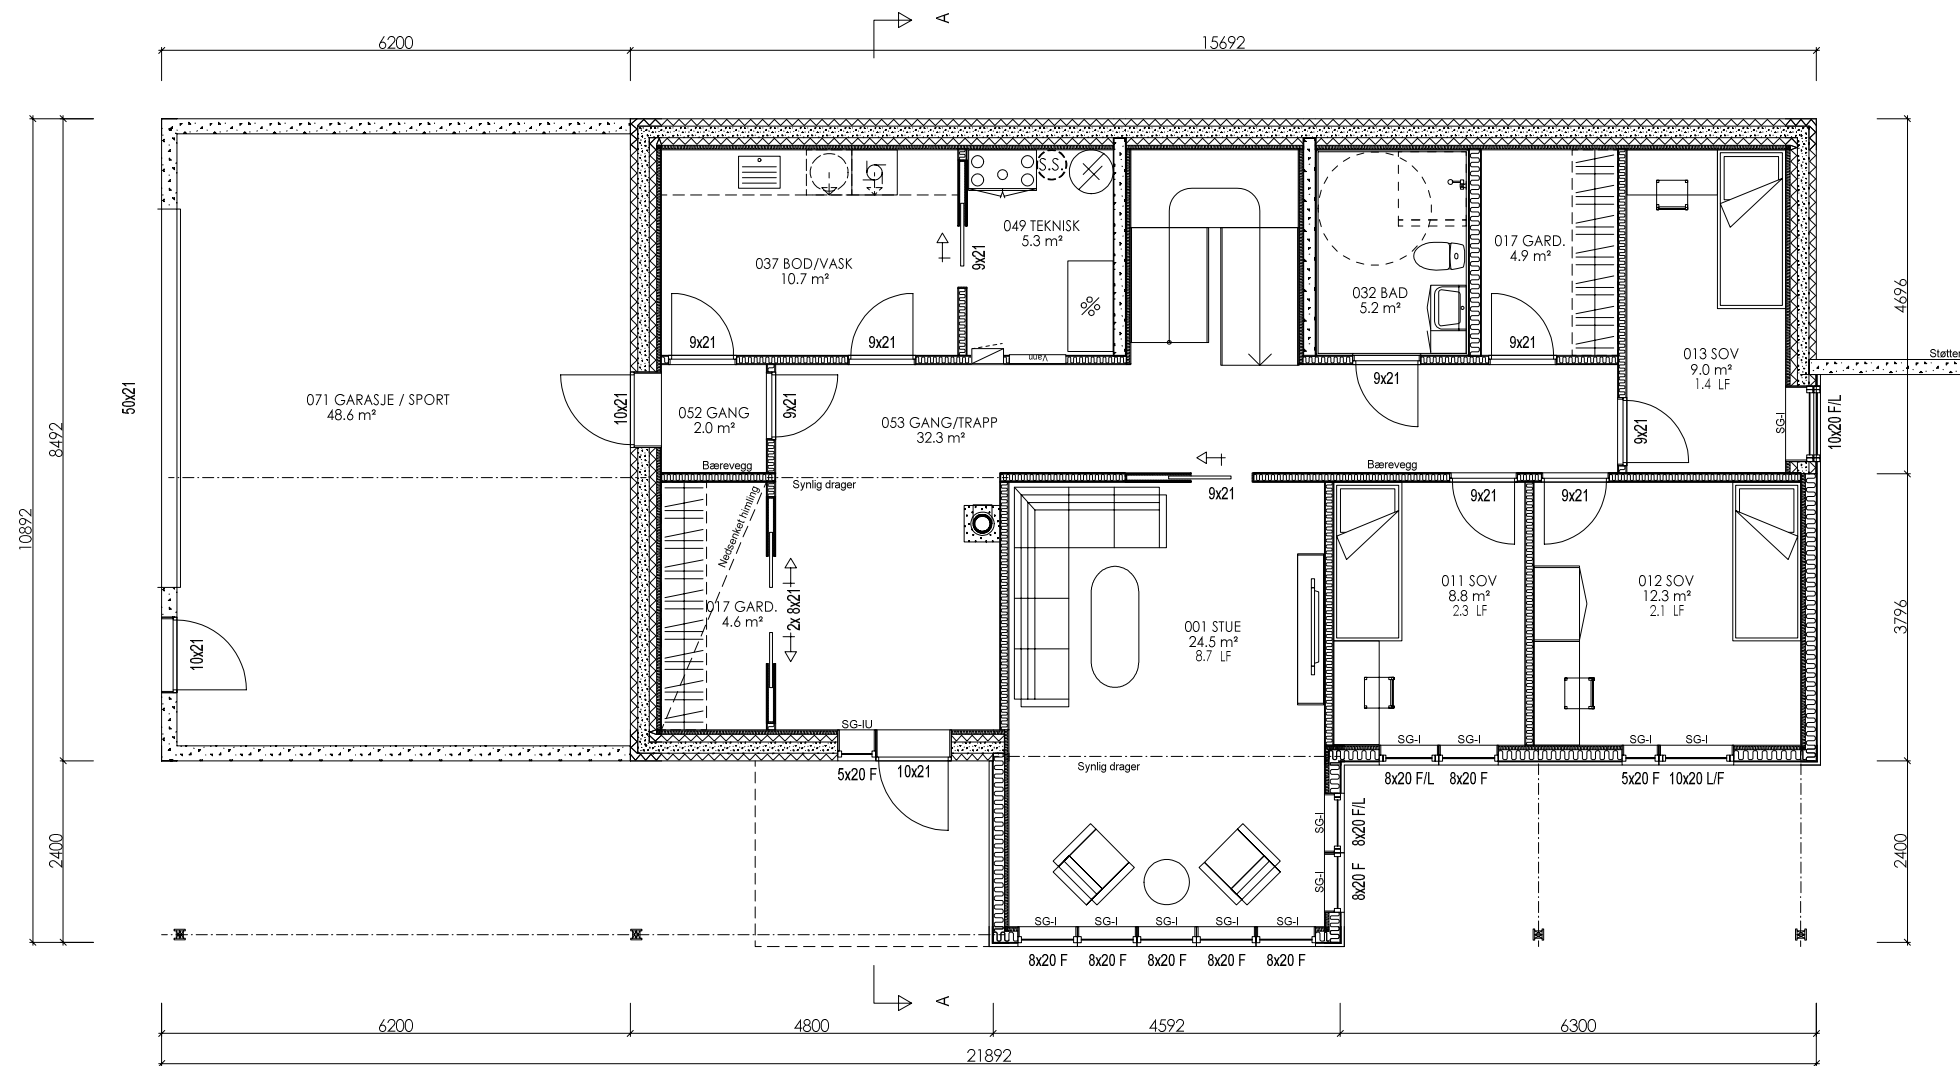 A
6200
15692
10892
8492
2400
50x21
071 GARASJE / SPORT
48.6 m²
10x21
10x21
037 BOD/VASK
10.7 m²
9x21
9x21
9x21
049 TEKNISK
5.3 m²
S.S.
%
Vann
032 BAD
5.2 m²
017 GARD.
4.9 m²
9x21
9x21
013 SOV
9.0 m²
1.4 LF
9x21
SG-I
10x20 F/L
Støtter
4696
3796
2400
052 GANG
2.0 m²
9x21
053 GANG/TRAPP
32.3 m²
Bærevegg
Synlig drager
Bærevegg
9x21
9x21
9x21
Nedsenket himling
017 GARD.
4.6 m²
2x 8x21
001 STUE
24.5 m²
8.7 LF
011 SOV
8.8 m²
2.3 LF
012 SOV
12.3 m²
2.1 LF
SG-IU
5x20 F
10x21
Synlig drager
SG-I
SG-I
SG-I
SG-I
8x20 F/L
8x20 F
5x20 F
10x20 L/F
SG-I
8x20 F/L
SG-I
8x20 F
SG-I
SG-I
SG-I
SG-I
SG-I
8x20 F
8x20 F
8x20 F
8x20 F
8x20 F
A
6200
4800
4592
6300
21892